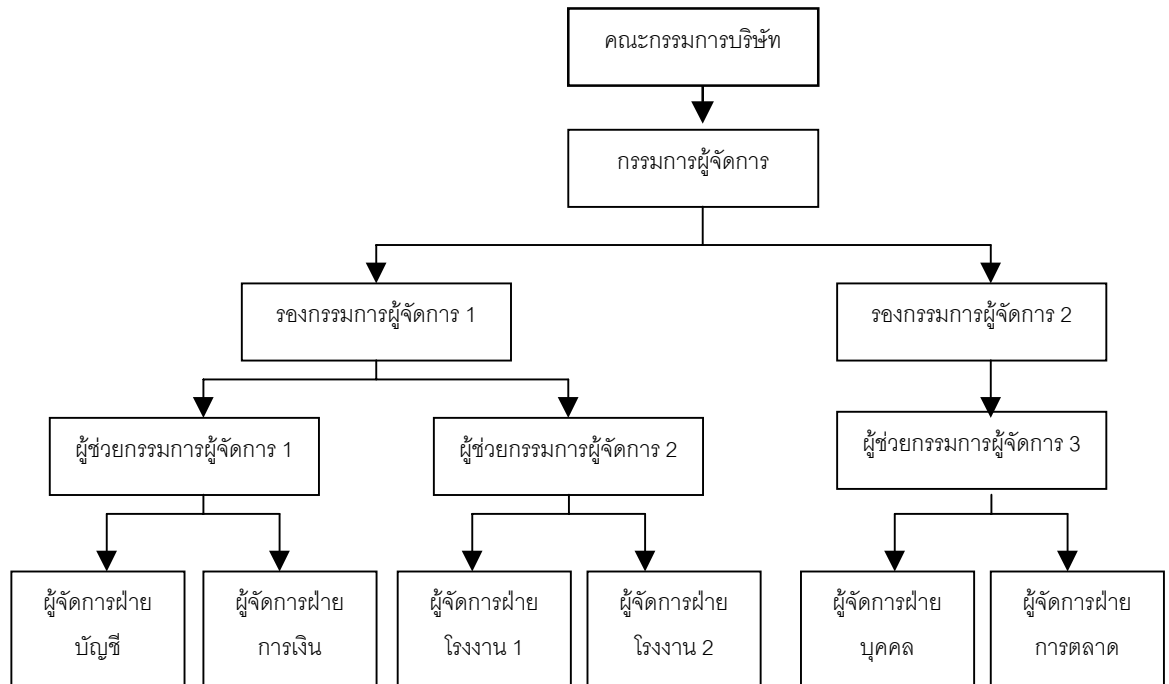 คณะกรรมการบริษัท
กรรมการผู้จัดการ
รองกรรมการผู้จัดการ 1
รองกรรมการผู้จัดการ 2
ผู้ช่วยกรรมการผู้จัดการ 1
ผู้ช่วยกรรมการผู้จัดการ 2
ผู้ช่วยกรรมการผู้จัดการ 3
ผู้จัดการฝ่าย
บัญชี
ผู้จัดการฝ่าย
การเงิน
ผู้จัดการฝ่าย
โรงงาน 1
ผู้จัดการฝ่าย
โรงงาน 2
ผู้จัดการฝ่าย
บุคคล
ผู้จัดการฝ่าย
การตลาด